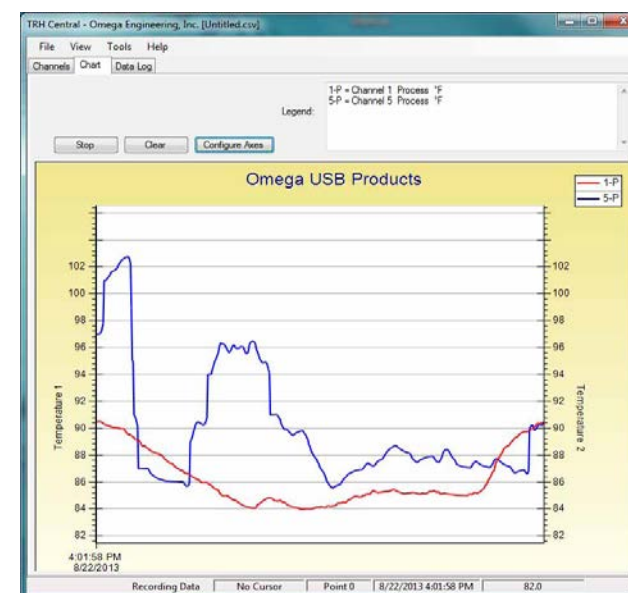 TRH Central - Omega Engineering, Inc. [Untitled.csv]
File View Tools Help
Channels Chart Data Log
Legend:
1-P = Channel 1 Process °F
5-P = Channel 5 Process °F
Stop Clear Configure Axes
Omega USB Products
1-P
5-P
Temperature 1
102
100
98
96
94
92
90
88
86
84
82
102
100
98
96
94
92
90
88
86
84
82
Temperature 2
4:01:58 PM
8/22/2013
Recording Data No Cursor Point 0 8/22/2013 4:01:58 PM 82.0